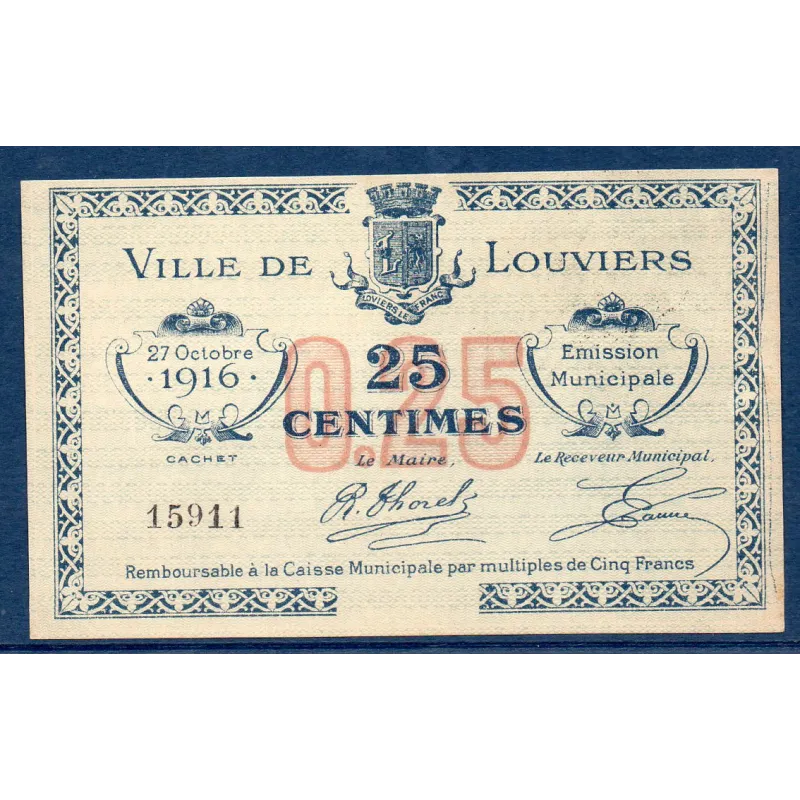 VILLE DE LOUVIERS
LOVIERS LE FRANC
27 Octobre
·1916·
Emission
Municipale
0.25
25
CENTIMES
CACHET
Le Maire,
Le Receveur Municipal,
15911
R. Thorel
Remboursable à la Caisse Municipale par multiples de Cinq Francs